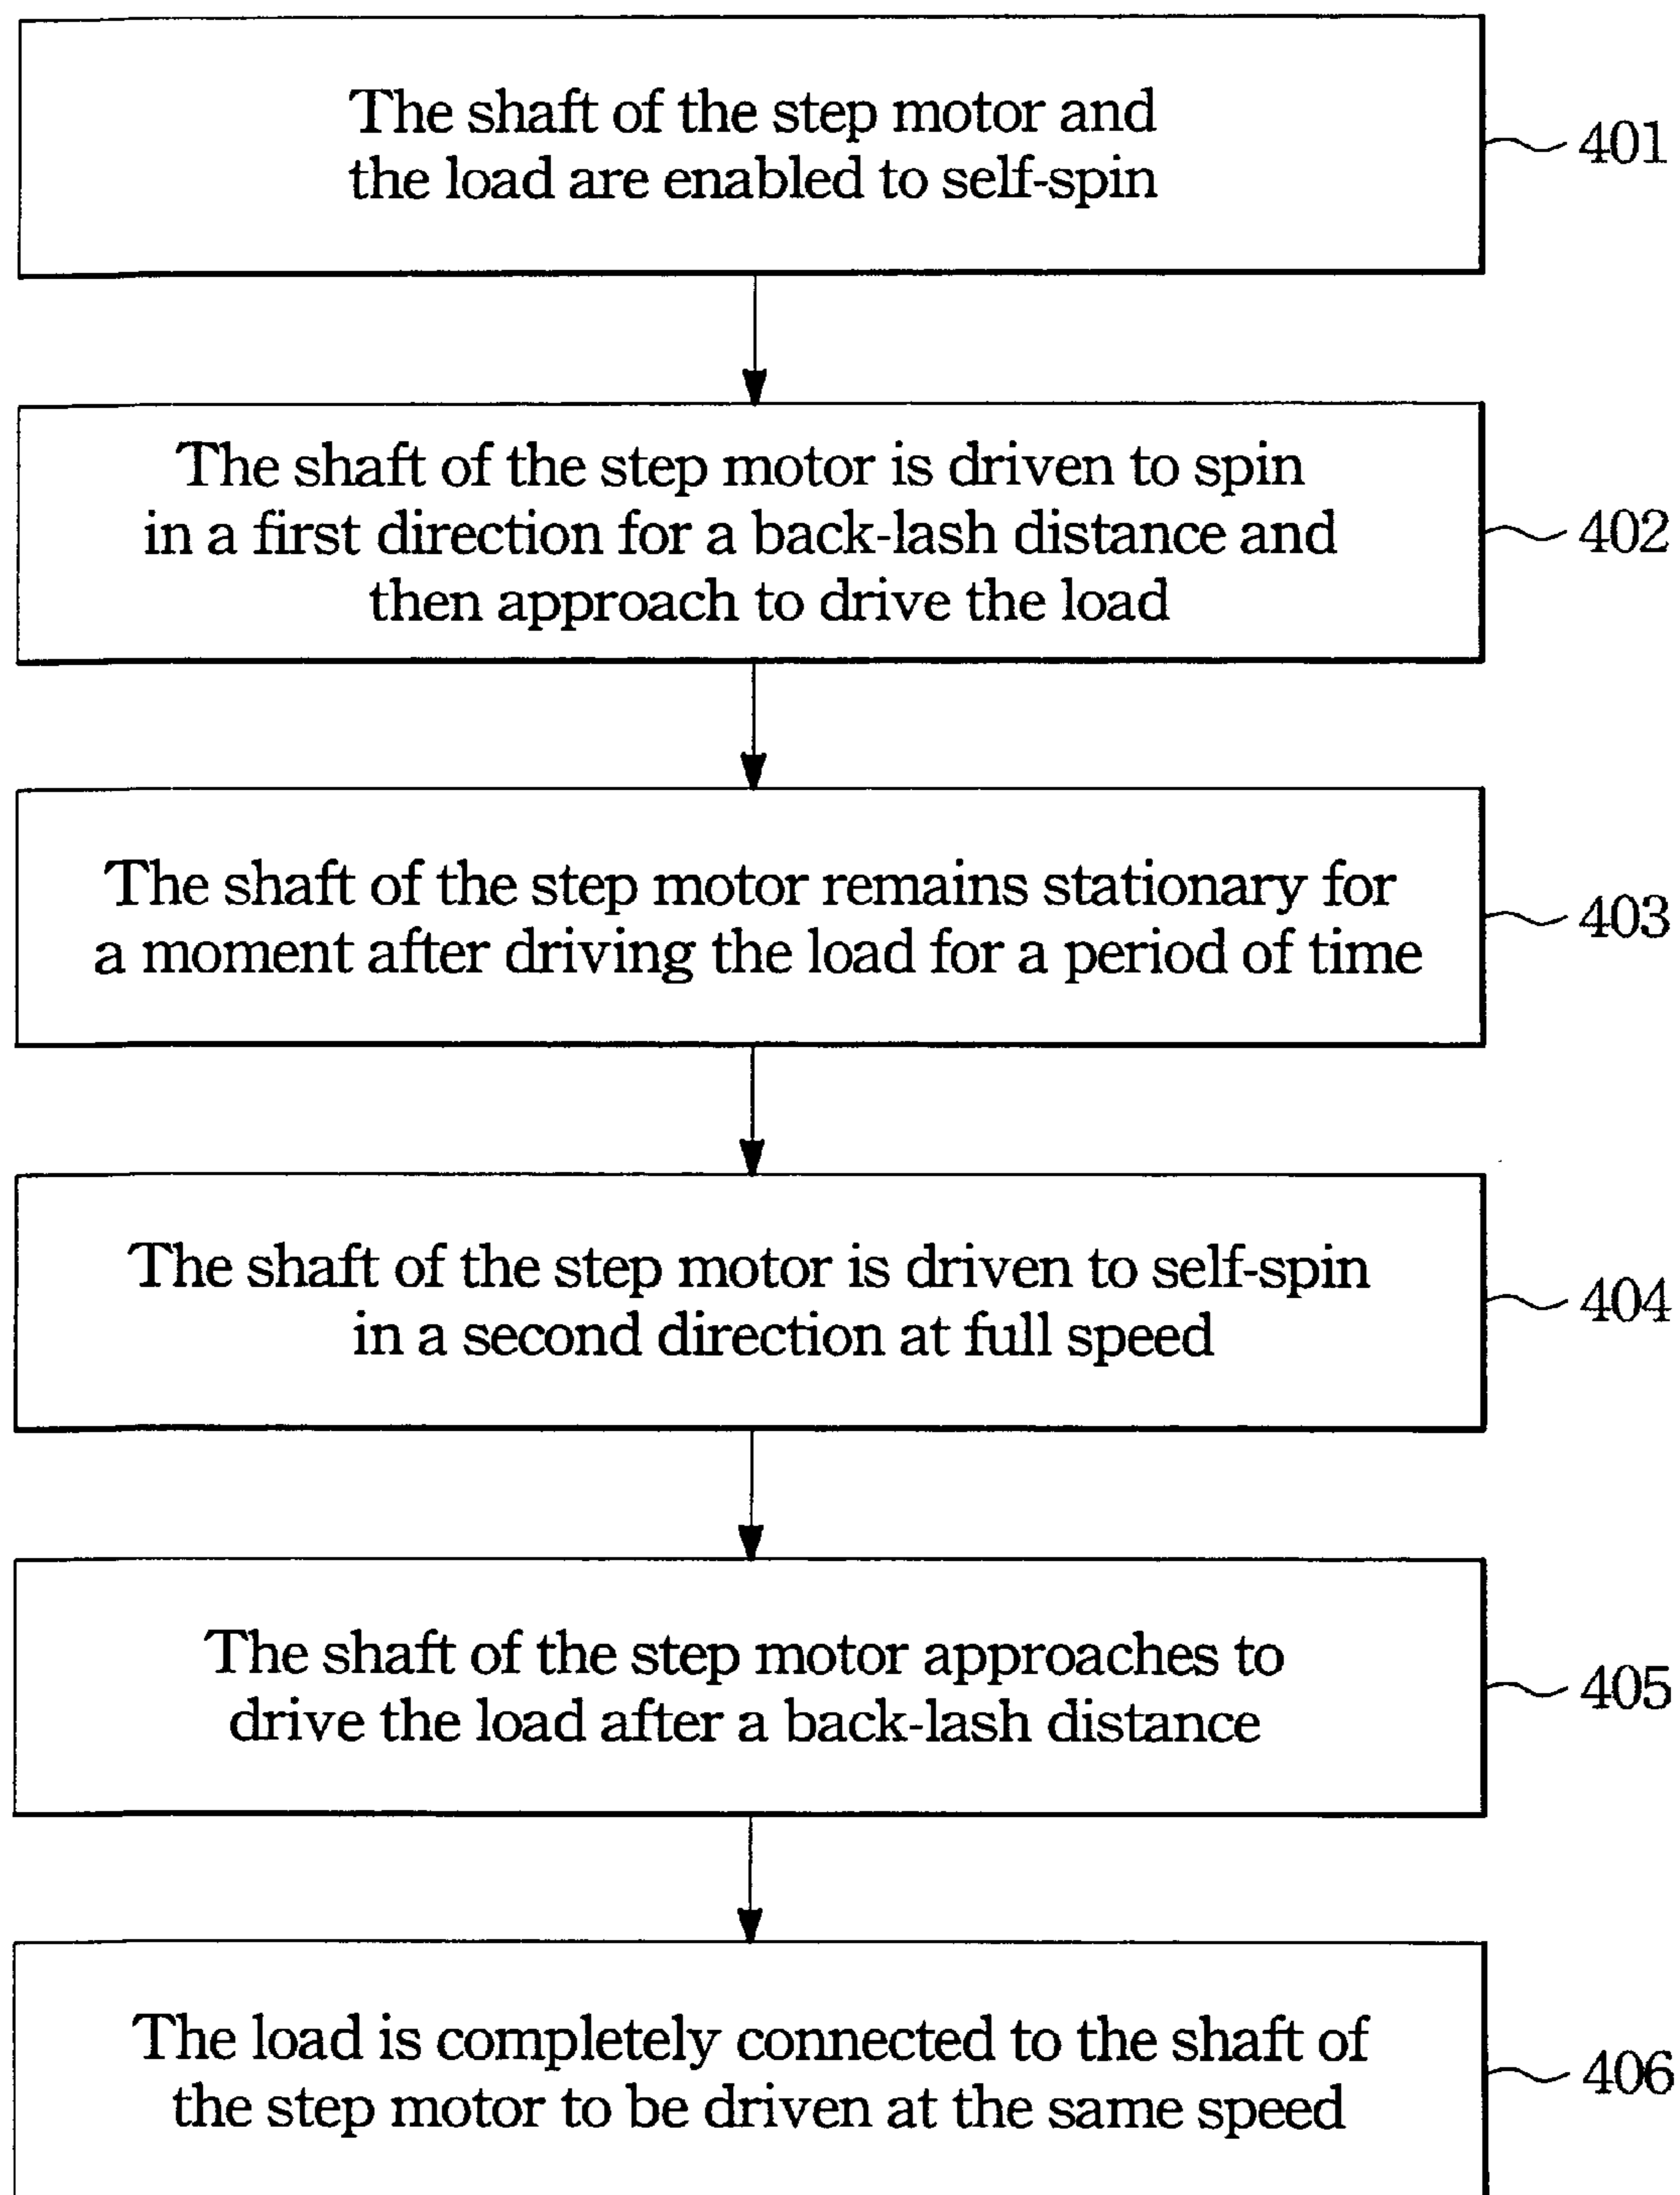 The shaft of the step motor and
the load are enabled to self-spin
401
The shaft of the step motor is driven to spin
in a first direction for a back-lash distance and
then approach to drive the load
402
The shaft of the step motor remains stationary for
a moment after driving the load for a period of time
403
The shaft of the step motor is driven to self-spin
in a second direction at full speed
404
The shaft of the step motor approaches to
drive the load after a back-lash distance
405
The load is completely connected to the shaft of
the step motor to be driven at the same speed
406